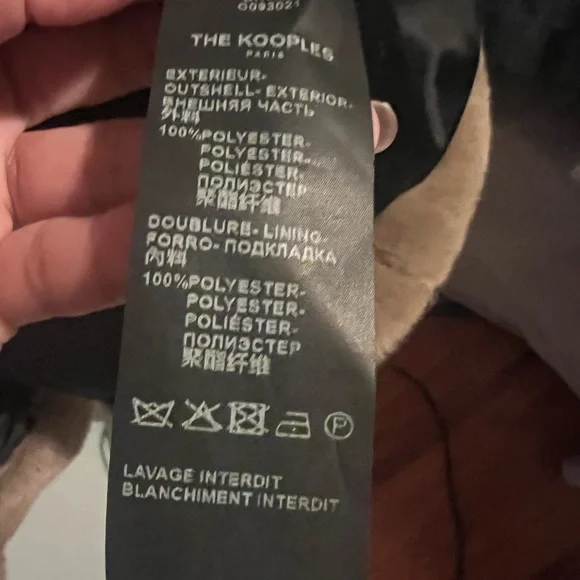 G093021
THE KOOPLES
PARIS
EXTERIEUR-
OUTSHELL- EXTERIOR-
ВНЕШНЯЯ ЧАСТЬ
外料
100%POLYESTER-
POLYESTER-
POLIÉSTER-
ПОЛИЭСТЕР
聚酯纤维
DOUBLURE- LINING-
FORRO- ПОДКЛАДКА
内料
100%POLYESTER-
POLYESTER-
POLIÉSTER-
ПОЛИЭСТЕР
聚酯纤维
P
LAVAGE INTERDIT
BLANCHIMENT INTERDIT